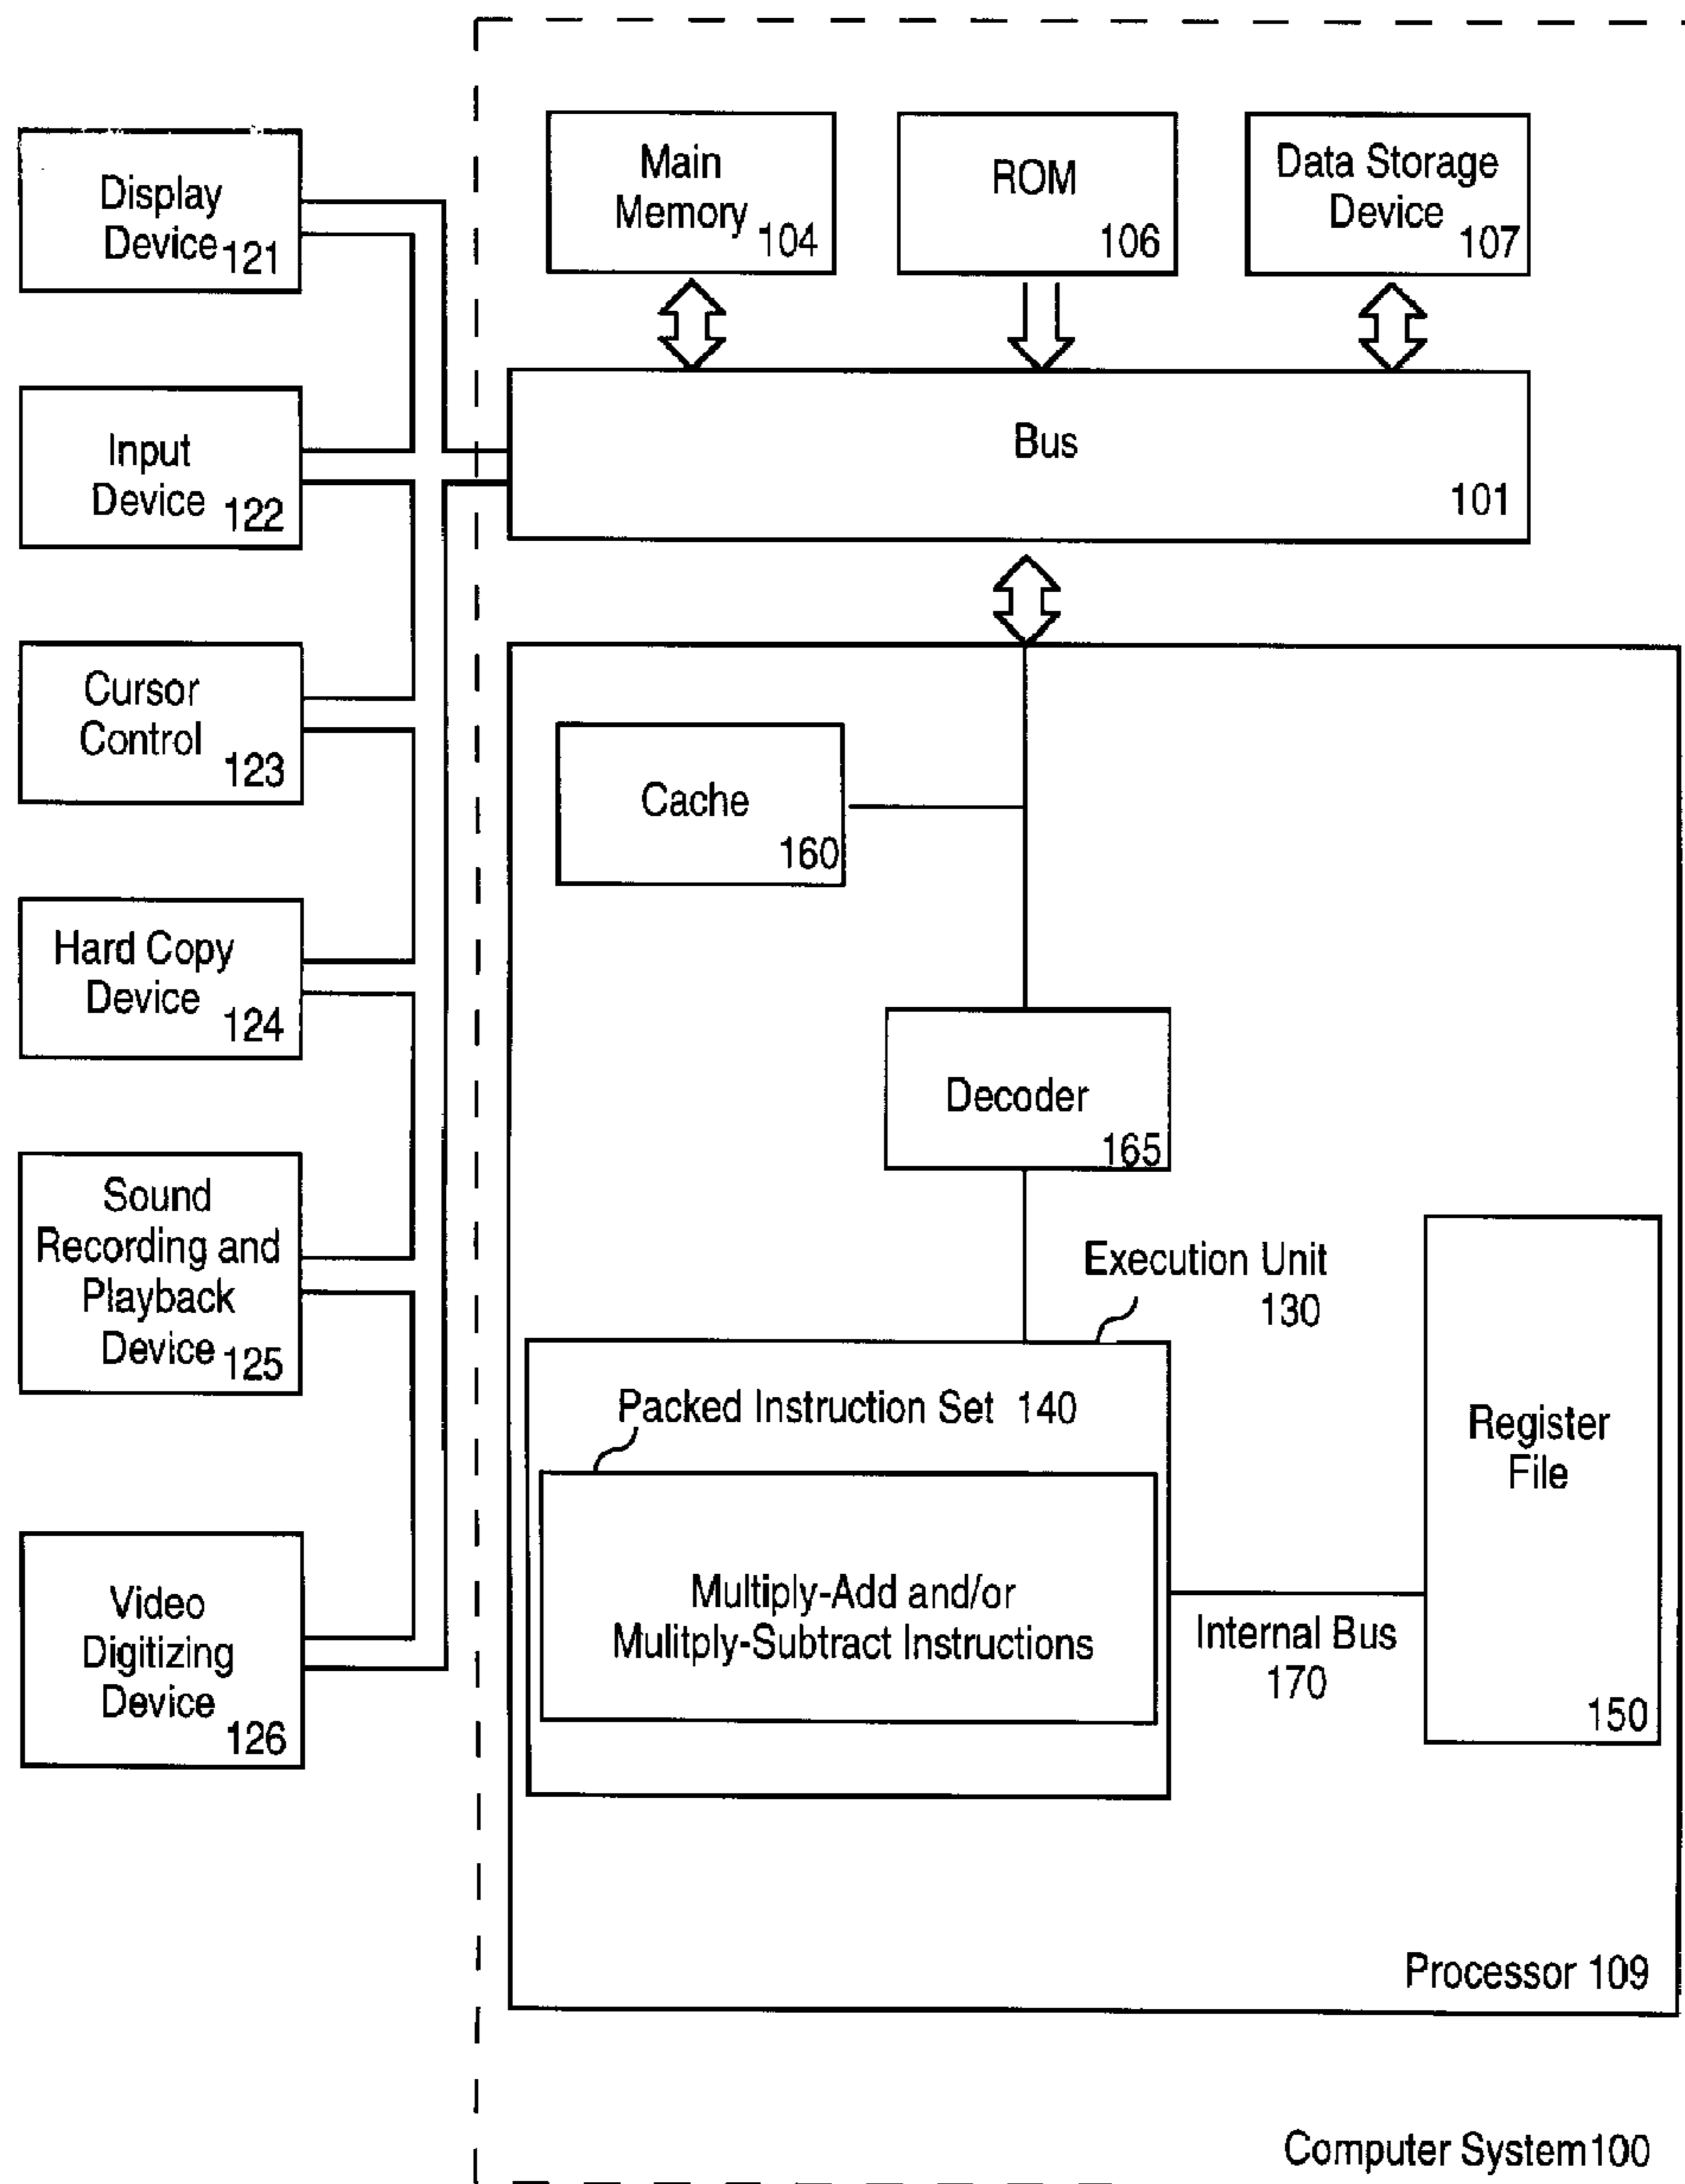 Display
Device 121
Input
Device 122
Cursor
Control
123
Hard Copy
Device
124
Sound
Recording and
Playback
Device 125
Video
Digitizing
Device
126
Main
Memory 104
ROM
106
Data Storage
Device 107
Bus
101
Cache
160
Decoder
165
Execution Unit
130
Packed Instruction Set 140
Multiply-Add and/or
Mulitply-Subtract Instructions
Internal Bus
170
Register
File
150
Processor 109
Computer System100